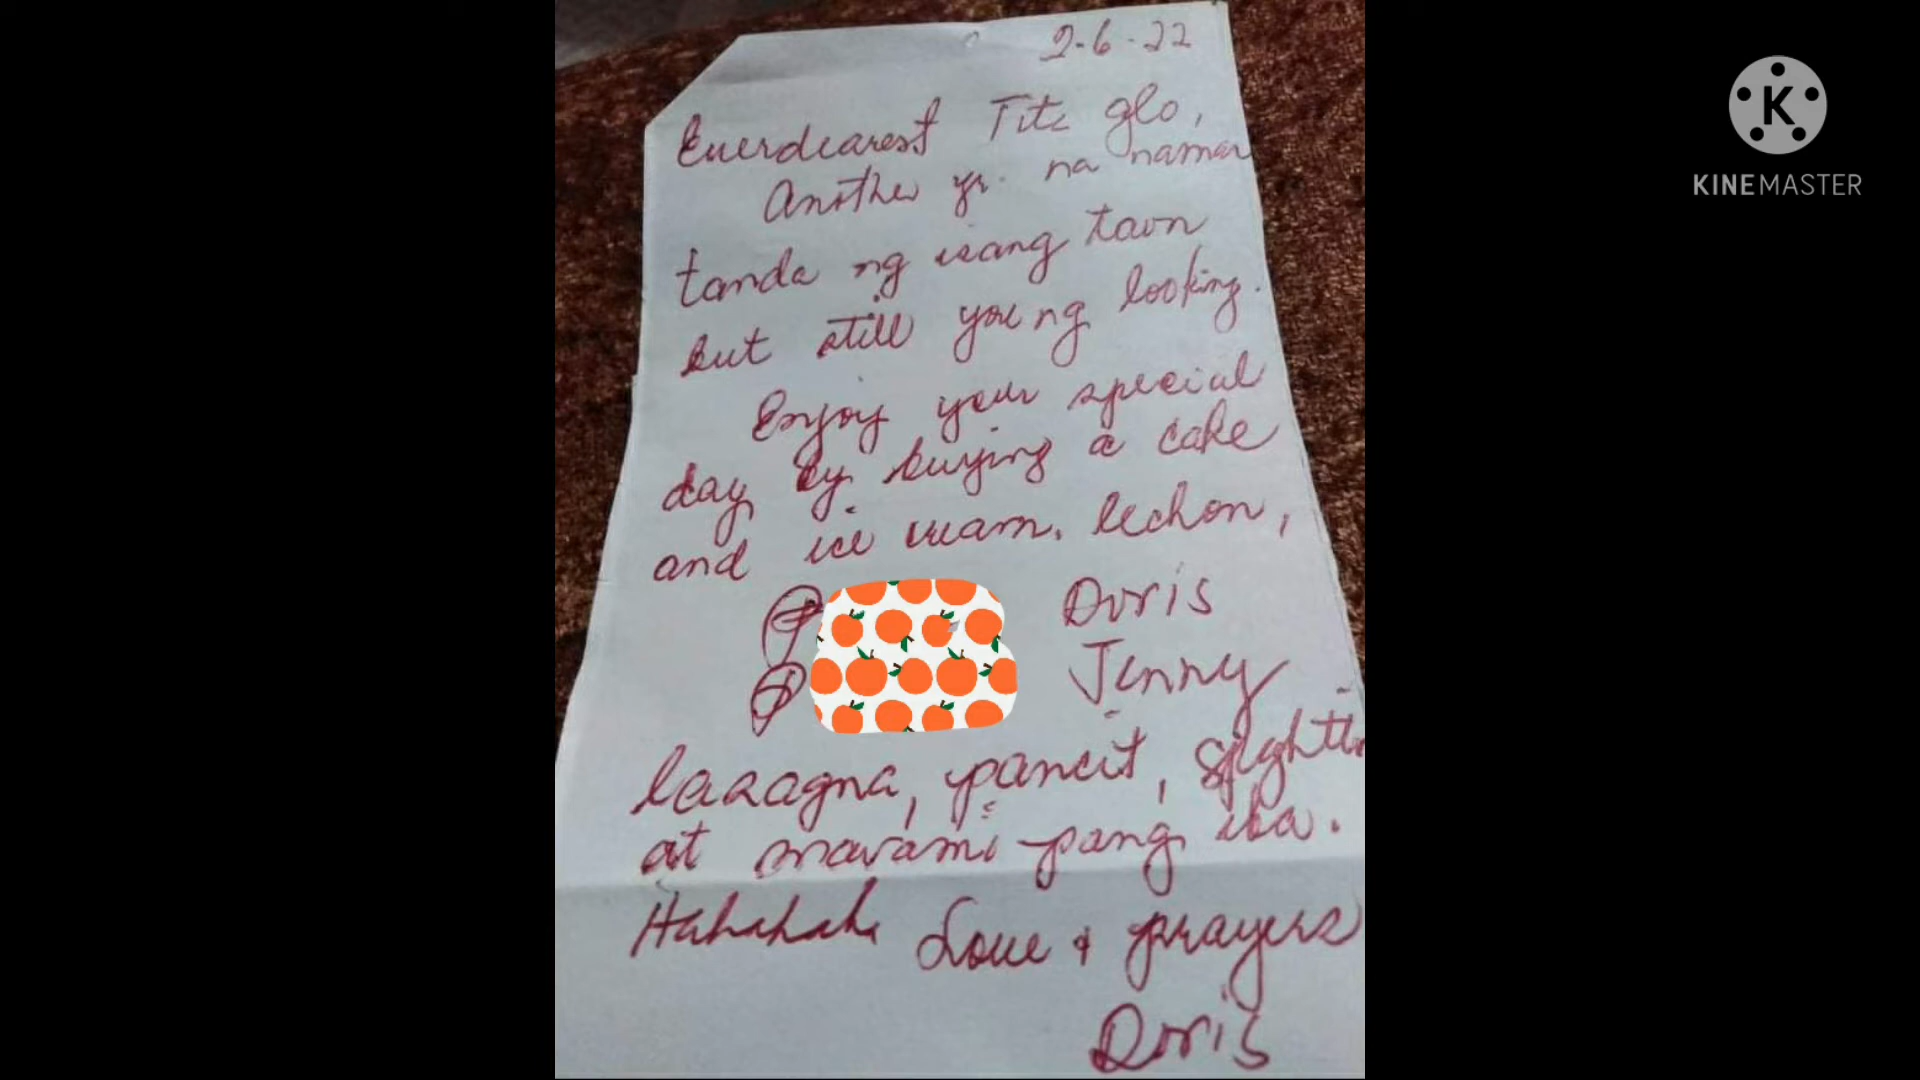 2-6-22
Everdearest Tita Glo,
Another yr. na naman
tanda ng isang taon
but still young looking.
Enjoy your special
day by buying a cake
and ice cream, lechon,
Doris
Jenny
lasagna, pancit,
at marami pang iba.
Hahahaha Love & prayers
Doris
K
KINEMASTER